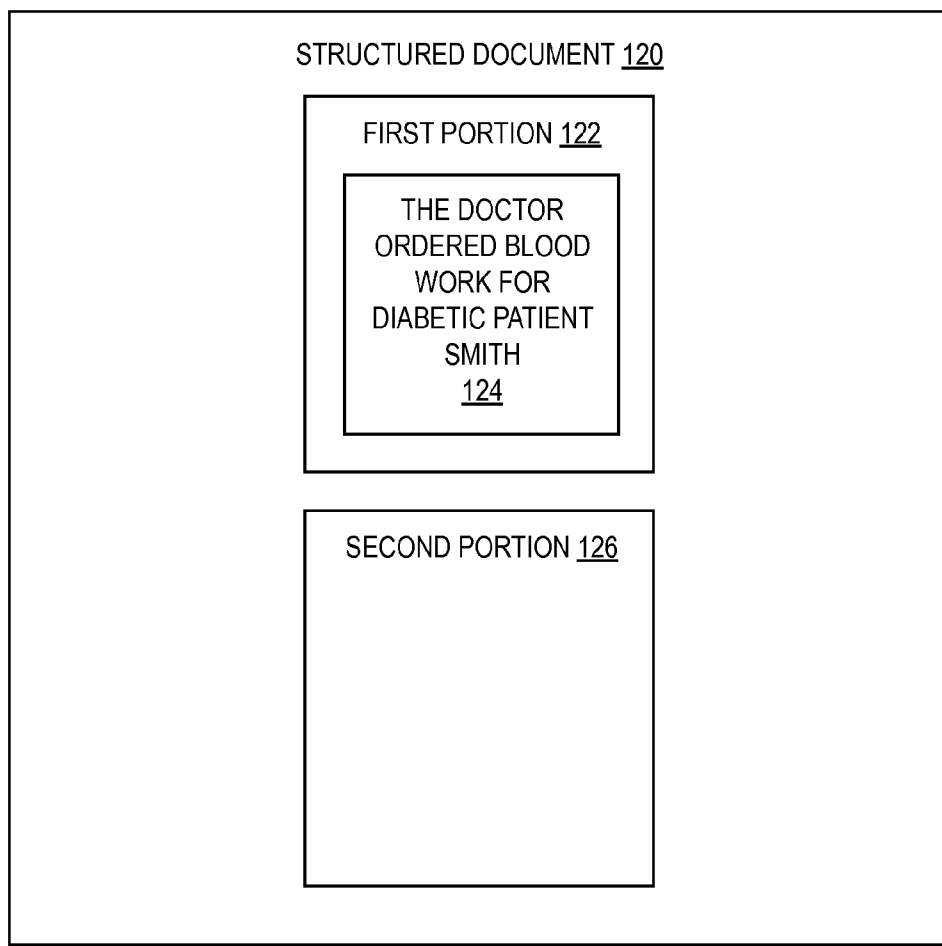 STRUCTURED DOCUMENT 120
FIRST PORTION 122
THE DOCTOR
ORDERED BLOOD
WORK FOR
DIABETIC PATIENT
SMITH
124
SECOND PORTION 126